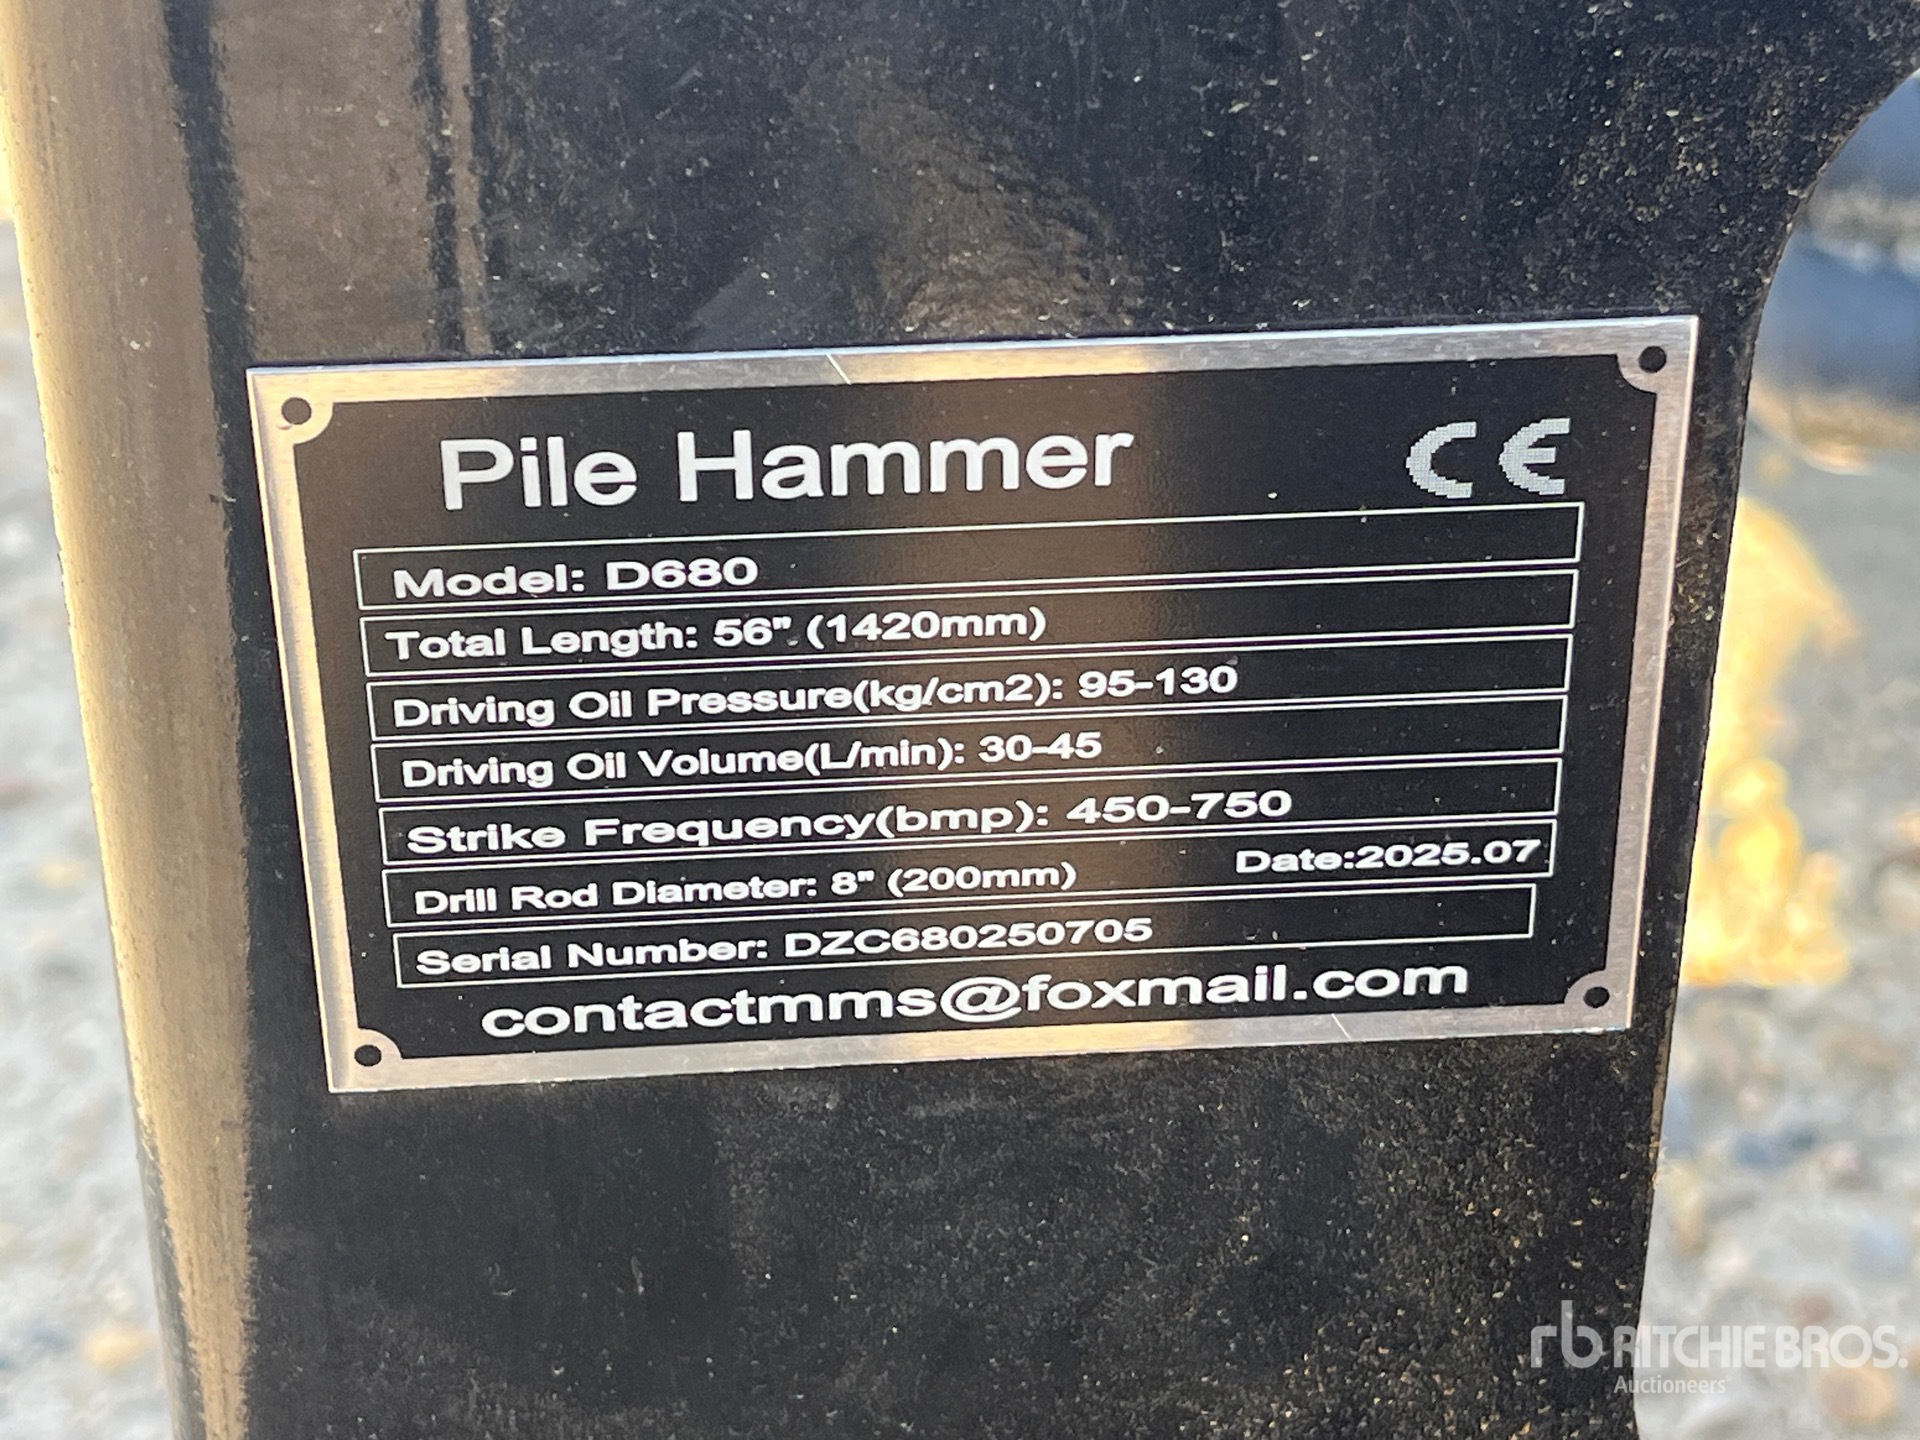 Pile Hammer CE
Model: D680
Total Length: 56" (1420mm)
Driving Oil Pressure(kg/cm2): 95-130
Driving Oil Volume(L/min): 30-45
Strike Frequency(bmp): 450-750
Drill Rod Diameter: 8" (200mm) Date:2025.07
Serial Number: DZC680250705
contactmms@foxmail.com
rb RITCHIE BROS.
Auctioneers